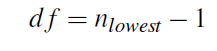 df = n_lowest − 1